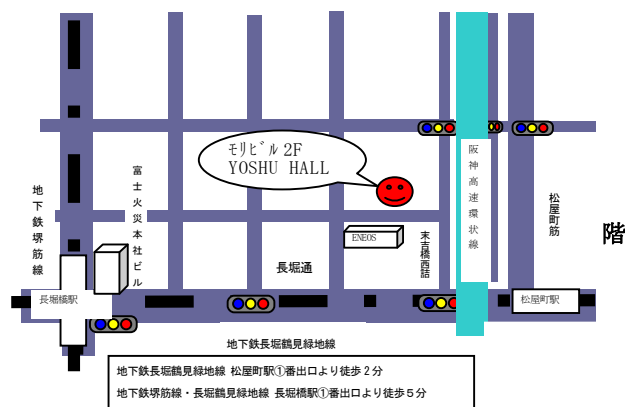 モリビル 2F
YOSHU HALL
阪神高速環状線
富士火災本社ビル
地下鉄堺筋線
松屋町筋
階
ENEOS
末吉橋西詰
長堀通
長堀橋駅
松屋町駅
地下鉄長堀鶴見緑地線
地下鉄長堀鶴見緑地線 松屋町駅①番出口より徒歩２分
地下鉄堺筋線・長堀鶴見緑地線 長堀橋駅①番出口より徒歩５分